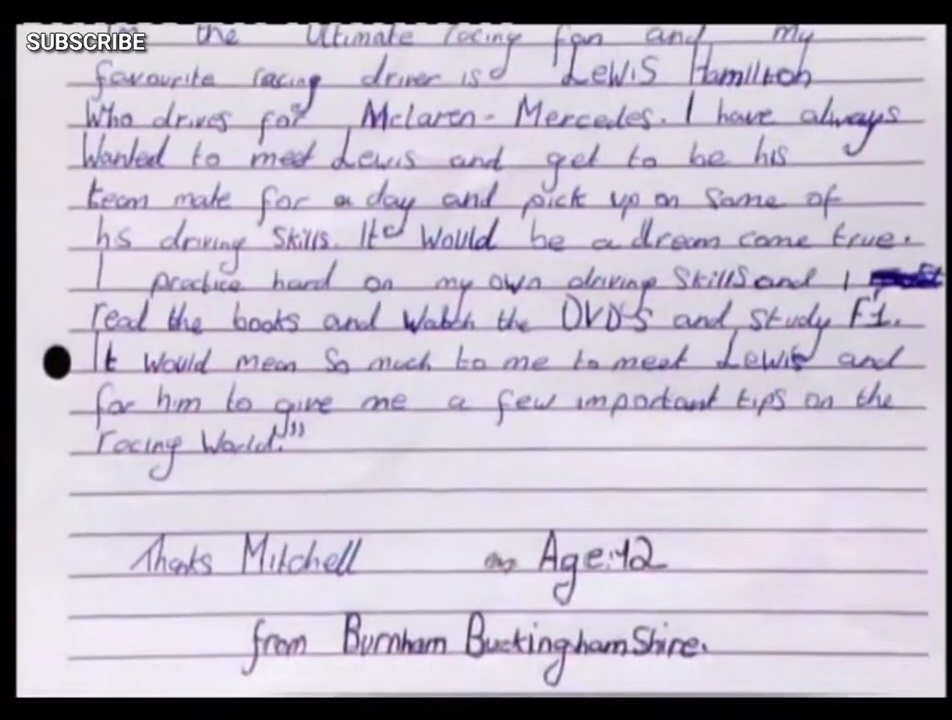 SUBSCRIBE
the Ultimate racing fan and my
favourite racing driver is Lewis Hamilton
Who drives for Mclaren - Mercedes. I have always
Wanted to meet Lewis and get to be his
team mate for a day and pick up on some of
his driving Skills. It Would be a dream come true.
I practice hard on my own driving Skills and I
read the books and watch the DVD'S and study F1.
It Would mean So much to me to meet Lewis and
for him to give me a few important tips on the
racing World."
Thanks Mitchell Age:12
from Burnham BuckinghamShire.